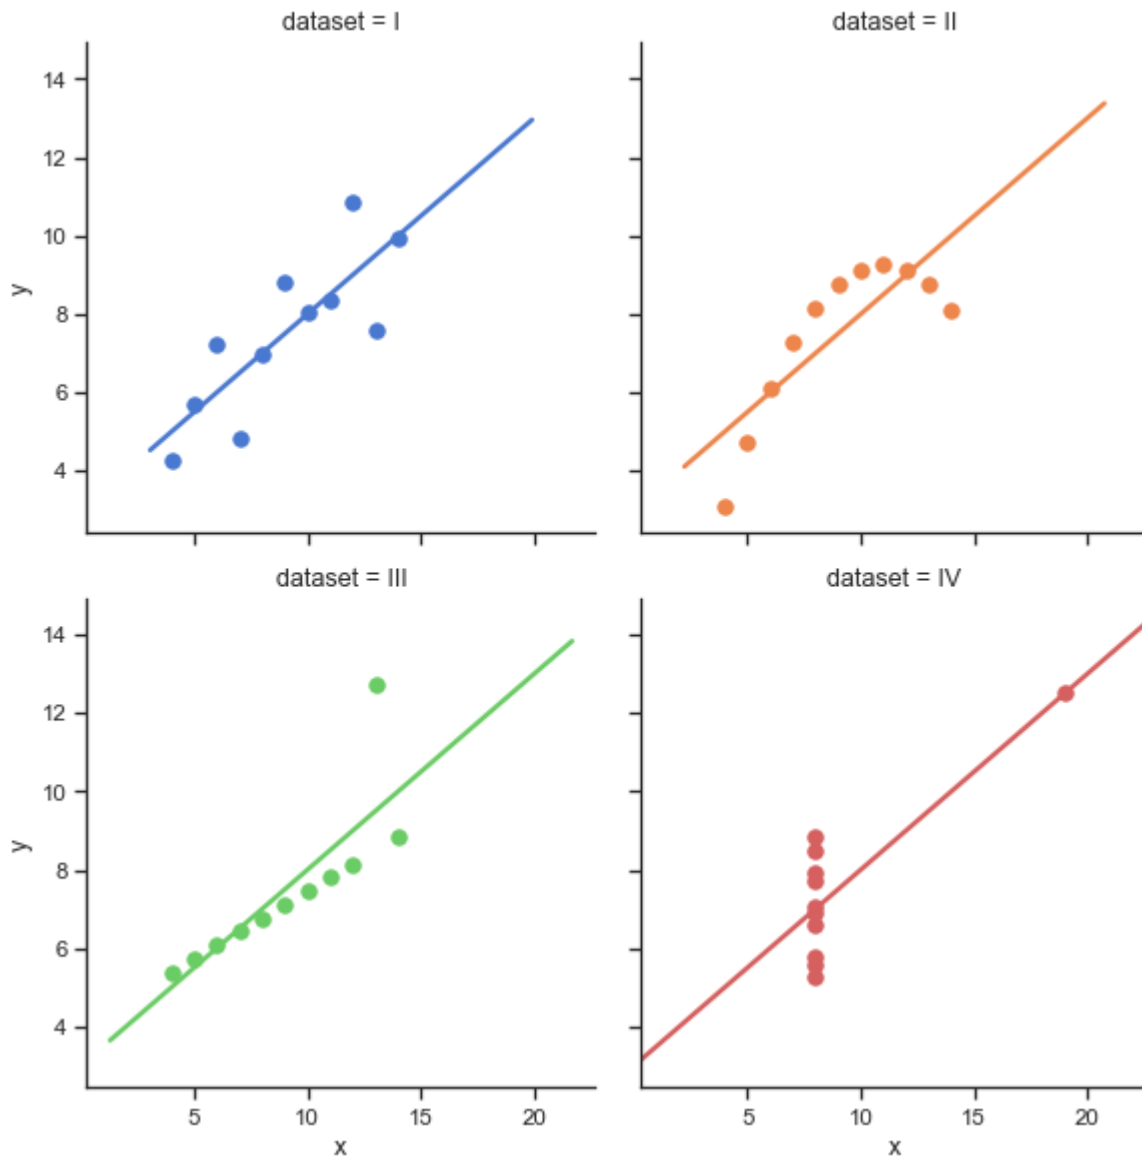 dataset = I
dataset = II
14
12
10
8
6
4
y
dataset = III
dataset = IV
14
12
10
8
6
4
y
5 10 15 20
5 10 15 20
x
x